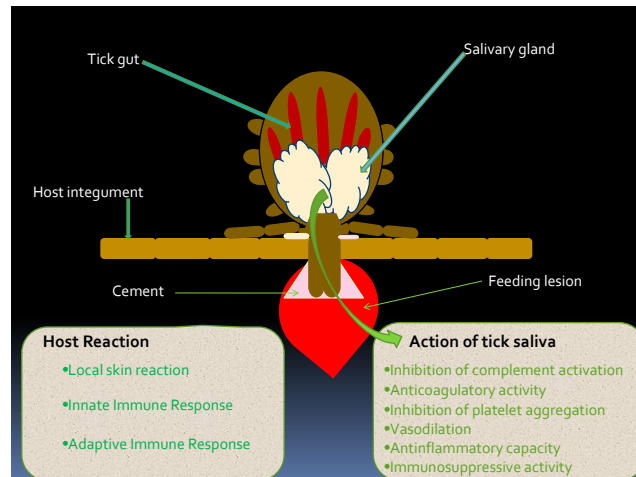 Tick gut
Salivary gland
Host integument
Cement
Feeding lesion
Host Reaction
•Local skin reaction
•Innate Immune Response
•Adaptive Immune Response
Action of tick saliva
•Inhibition of complement activation
•Anticoagulatory activity
•Inhibition of platelet aggregation
•Vasodilation
•Antinflammatory capacity
•Immunosuppressive activity